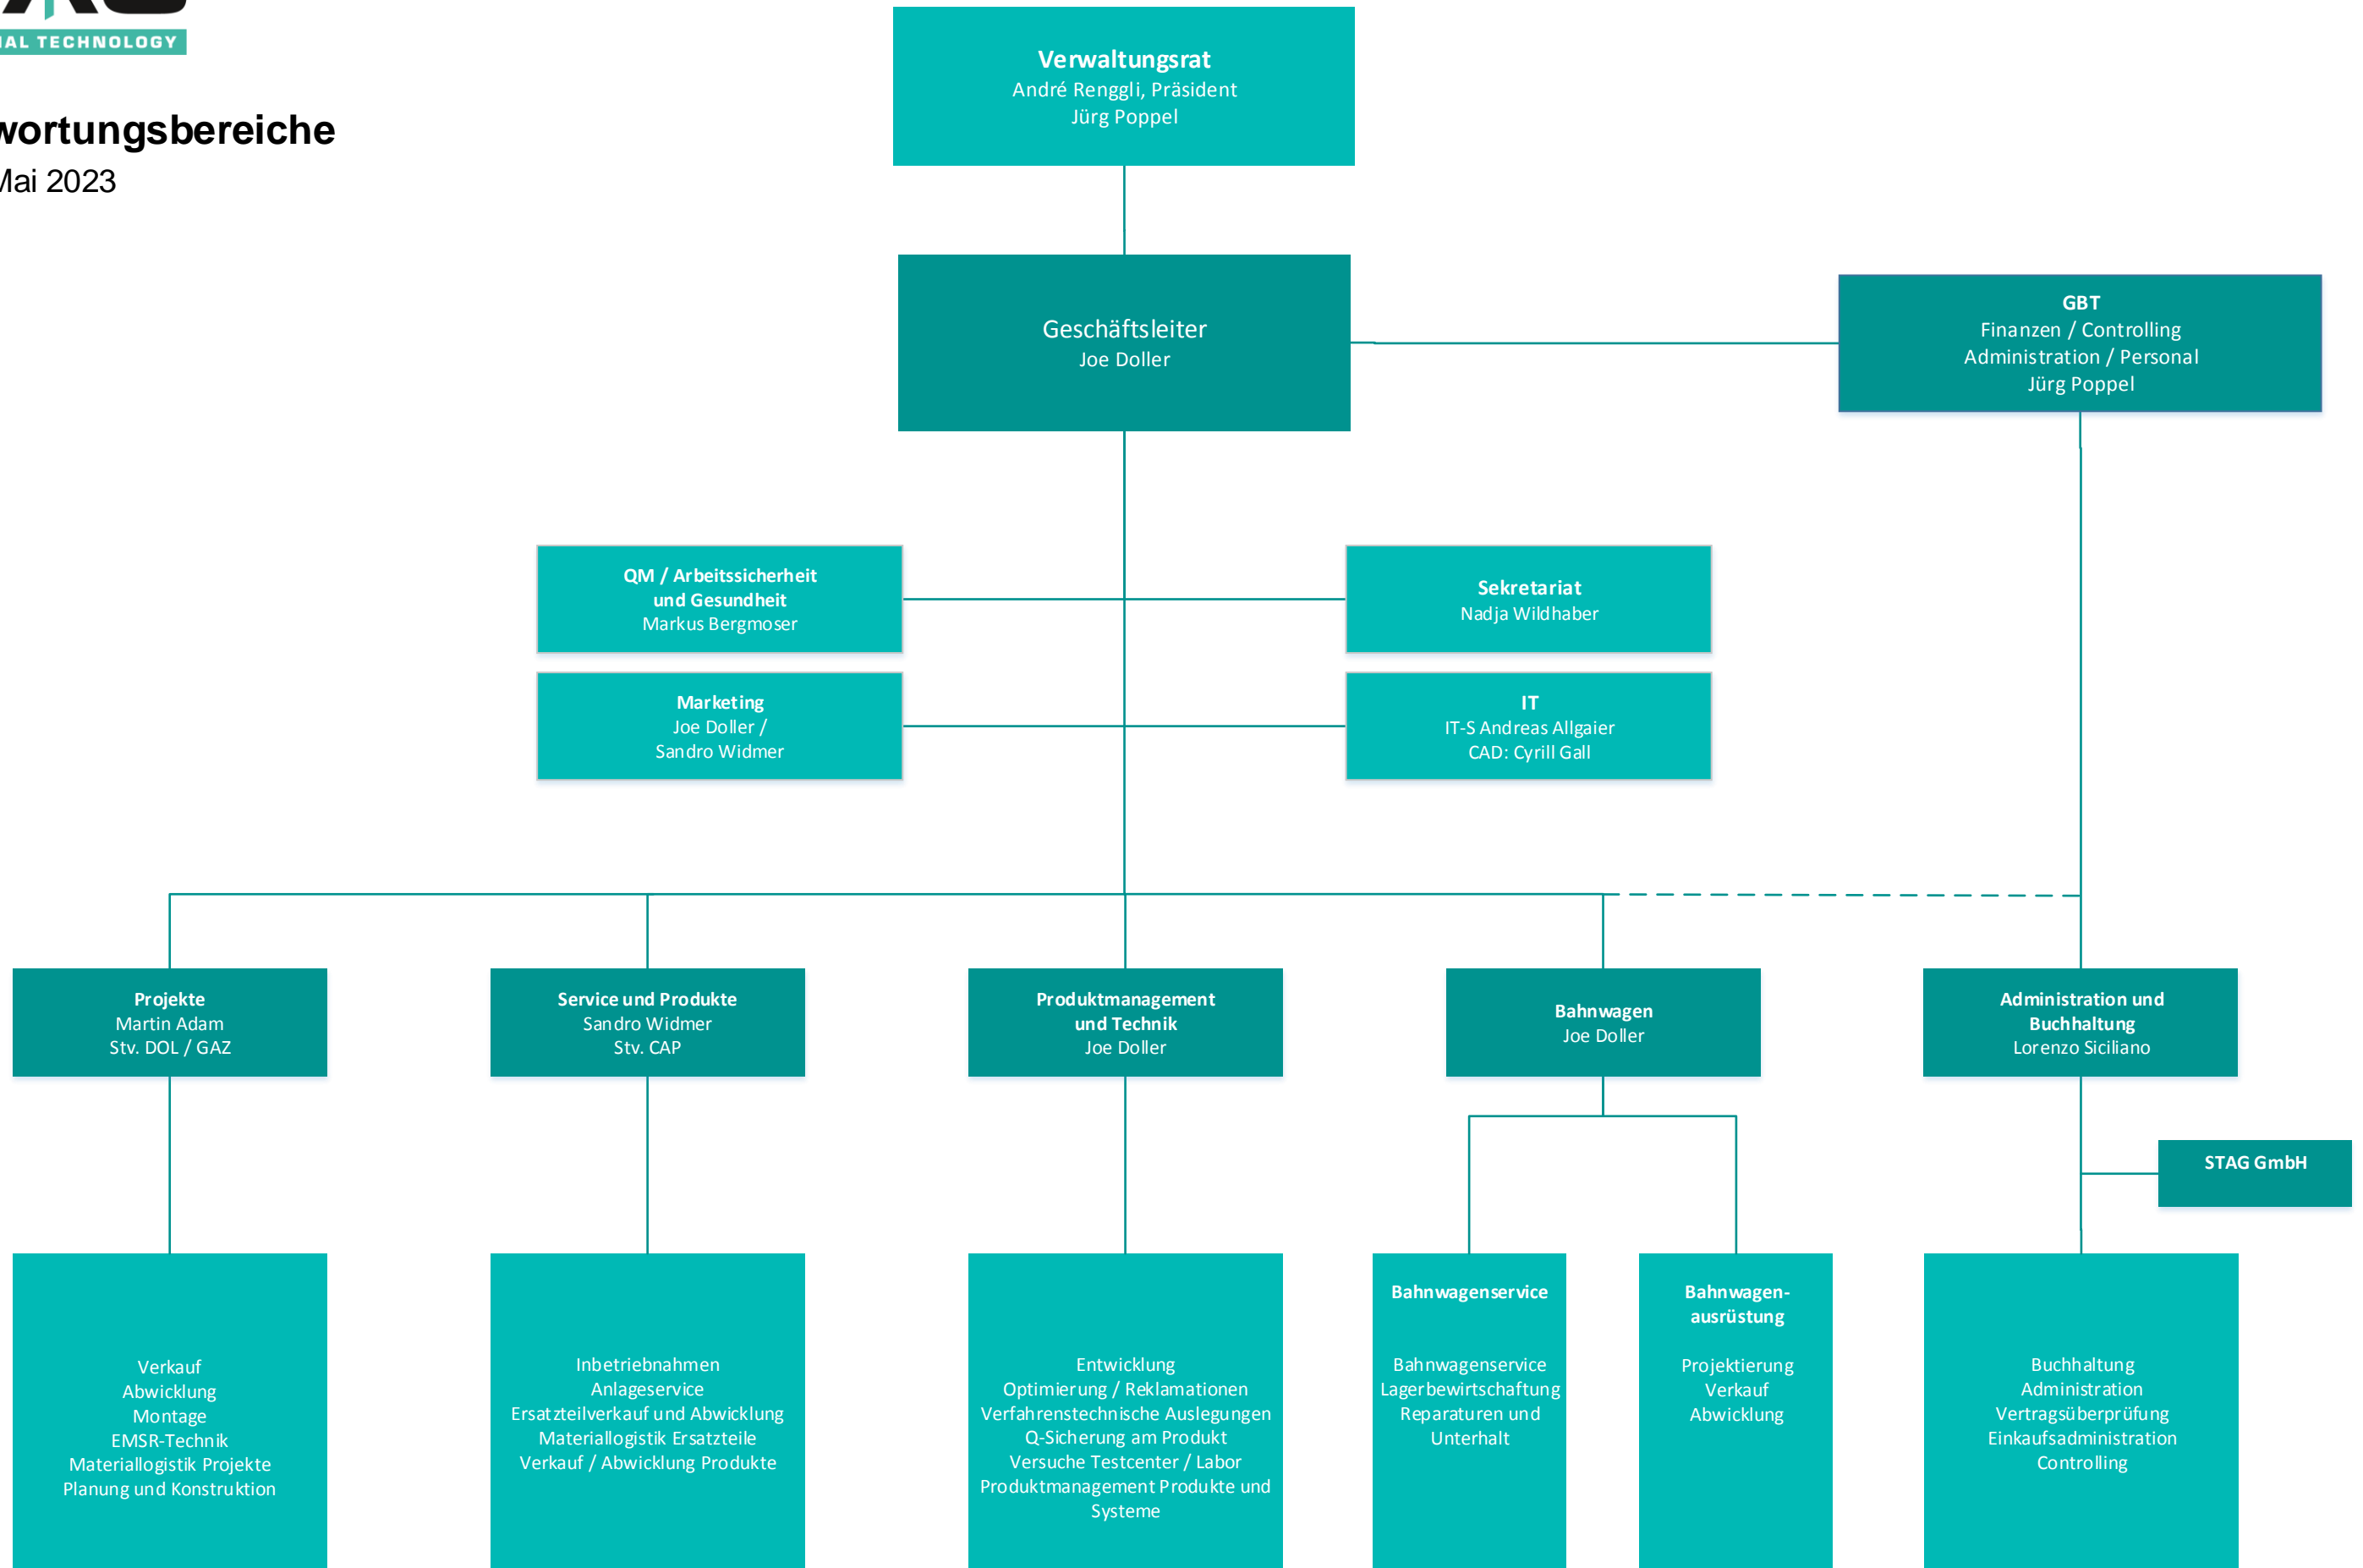 TECHNOLOGY
Mai 2023
Verwaltungsrat
André Renggli, Präsident
Jürg Poppel
Geschäftsleiter
Joe Doller
GBT
Finanzen / Controlling
Administration / Personal
Jürg Poppel
QM / Arbeitssicherheit
und Gesundheit
Markus Bergmoser
Sekretariat
Nadja Wildhaber
Marketing
Joe Doller /
Sandro Widmer
IT
IT-S Andreas Allgaier
CAD: Cyrill Gall
Projekte
Martin Adam
Stv. DOL / GAZ
Service und Produkte
Sandro Widmer
Stv. CAP
Produktmanagement
und Technik
Joe Doller
Bahnwagen
Joe Doller
Administration und
Buchhaltung
Lorenzo Siciliano
STAG GmbH
Verkauf
Abwicklung
Montage
EMSR-Technik
Materiallogistik Projekte
Planung und Konstruktion
Inbetriebnahmen
Anlageservice
Ersatzteilverkauf und Abwicklung
Materiallogistik Ersatzteile
Verkauf / Abwicklung Produkte
Entwicklung
Optimierung / Reklamationen
Verfahrenstechnische Auslegungen
Q-Sicherung am Produkt
Versuche Testcenter / Labor
Produktmanagement Produkte und
Systeme
Bahnwagenservice
Bahnwagenservice
Lagerbewirtschaftung
Reparaturen und
Unterhalt
Bahnwagen-
ausrüstung
Projektierung
Verkauf
Abwicklung
Buchhaltung
Administration
Vertragsüberprüfung
Einkaufsadministration
Controlling